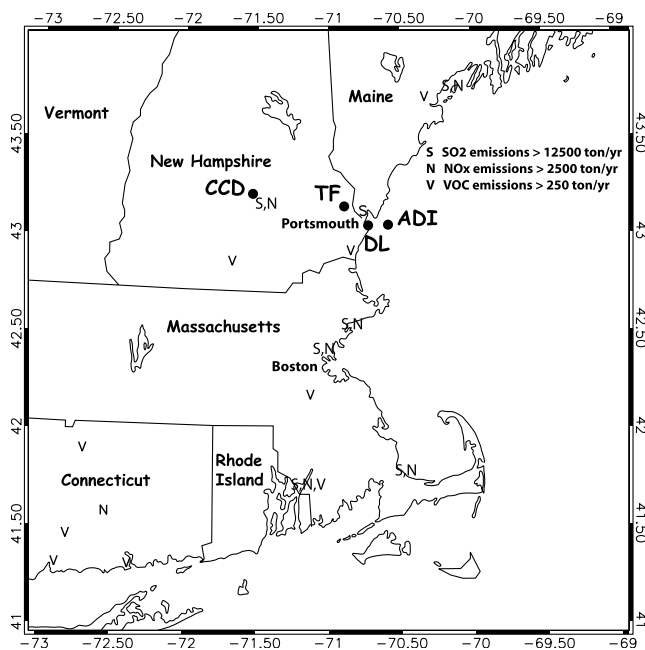 −73 −72.50 −72 −71.50 −71 −70.50 −70 −69.50 −69
Maine
V
S,N
Vermont
43.50
43.50
S SO2 emissions > 12500 ton/yr
New Hampshire
N NOx emissions > 2500 ton/yr
V VOC emissions > 250 ton/yr
CCD
TF
S,N
S
ADI
Portsmouth
43
43
DL
V
V
Massachusetts
S,N
42.50
42.50
S,N
Boston
V
42
42
V
Rhode
Island
S,N
Connecticut
S,N,V
N
41.50
41.50
V
V
V
41
41
−73 −72.50 −72 −71.50 −71 −70.50 −70 −69.50 −69